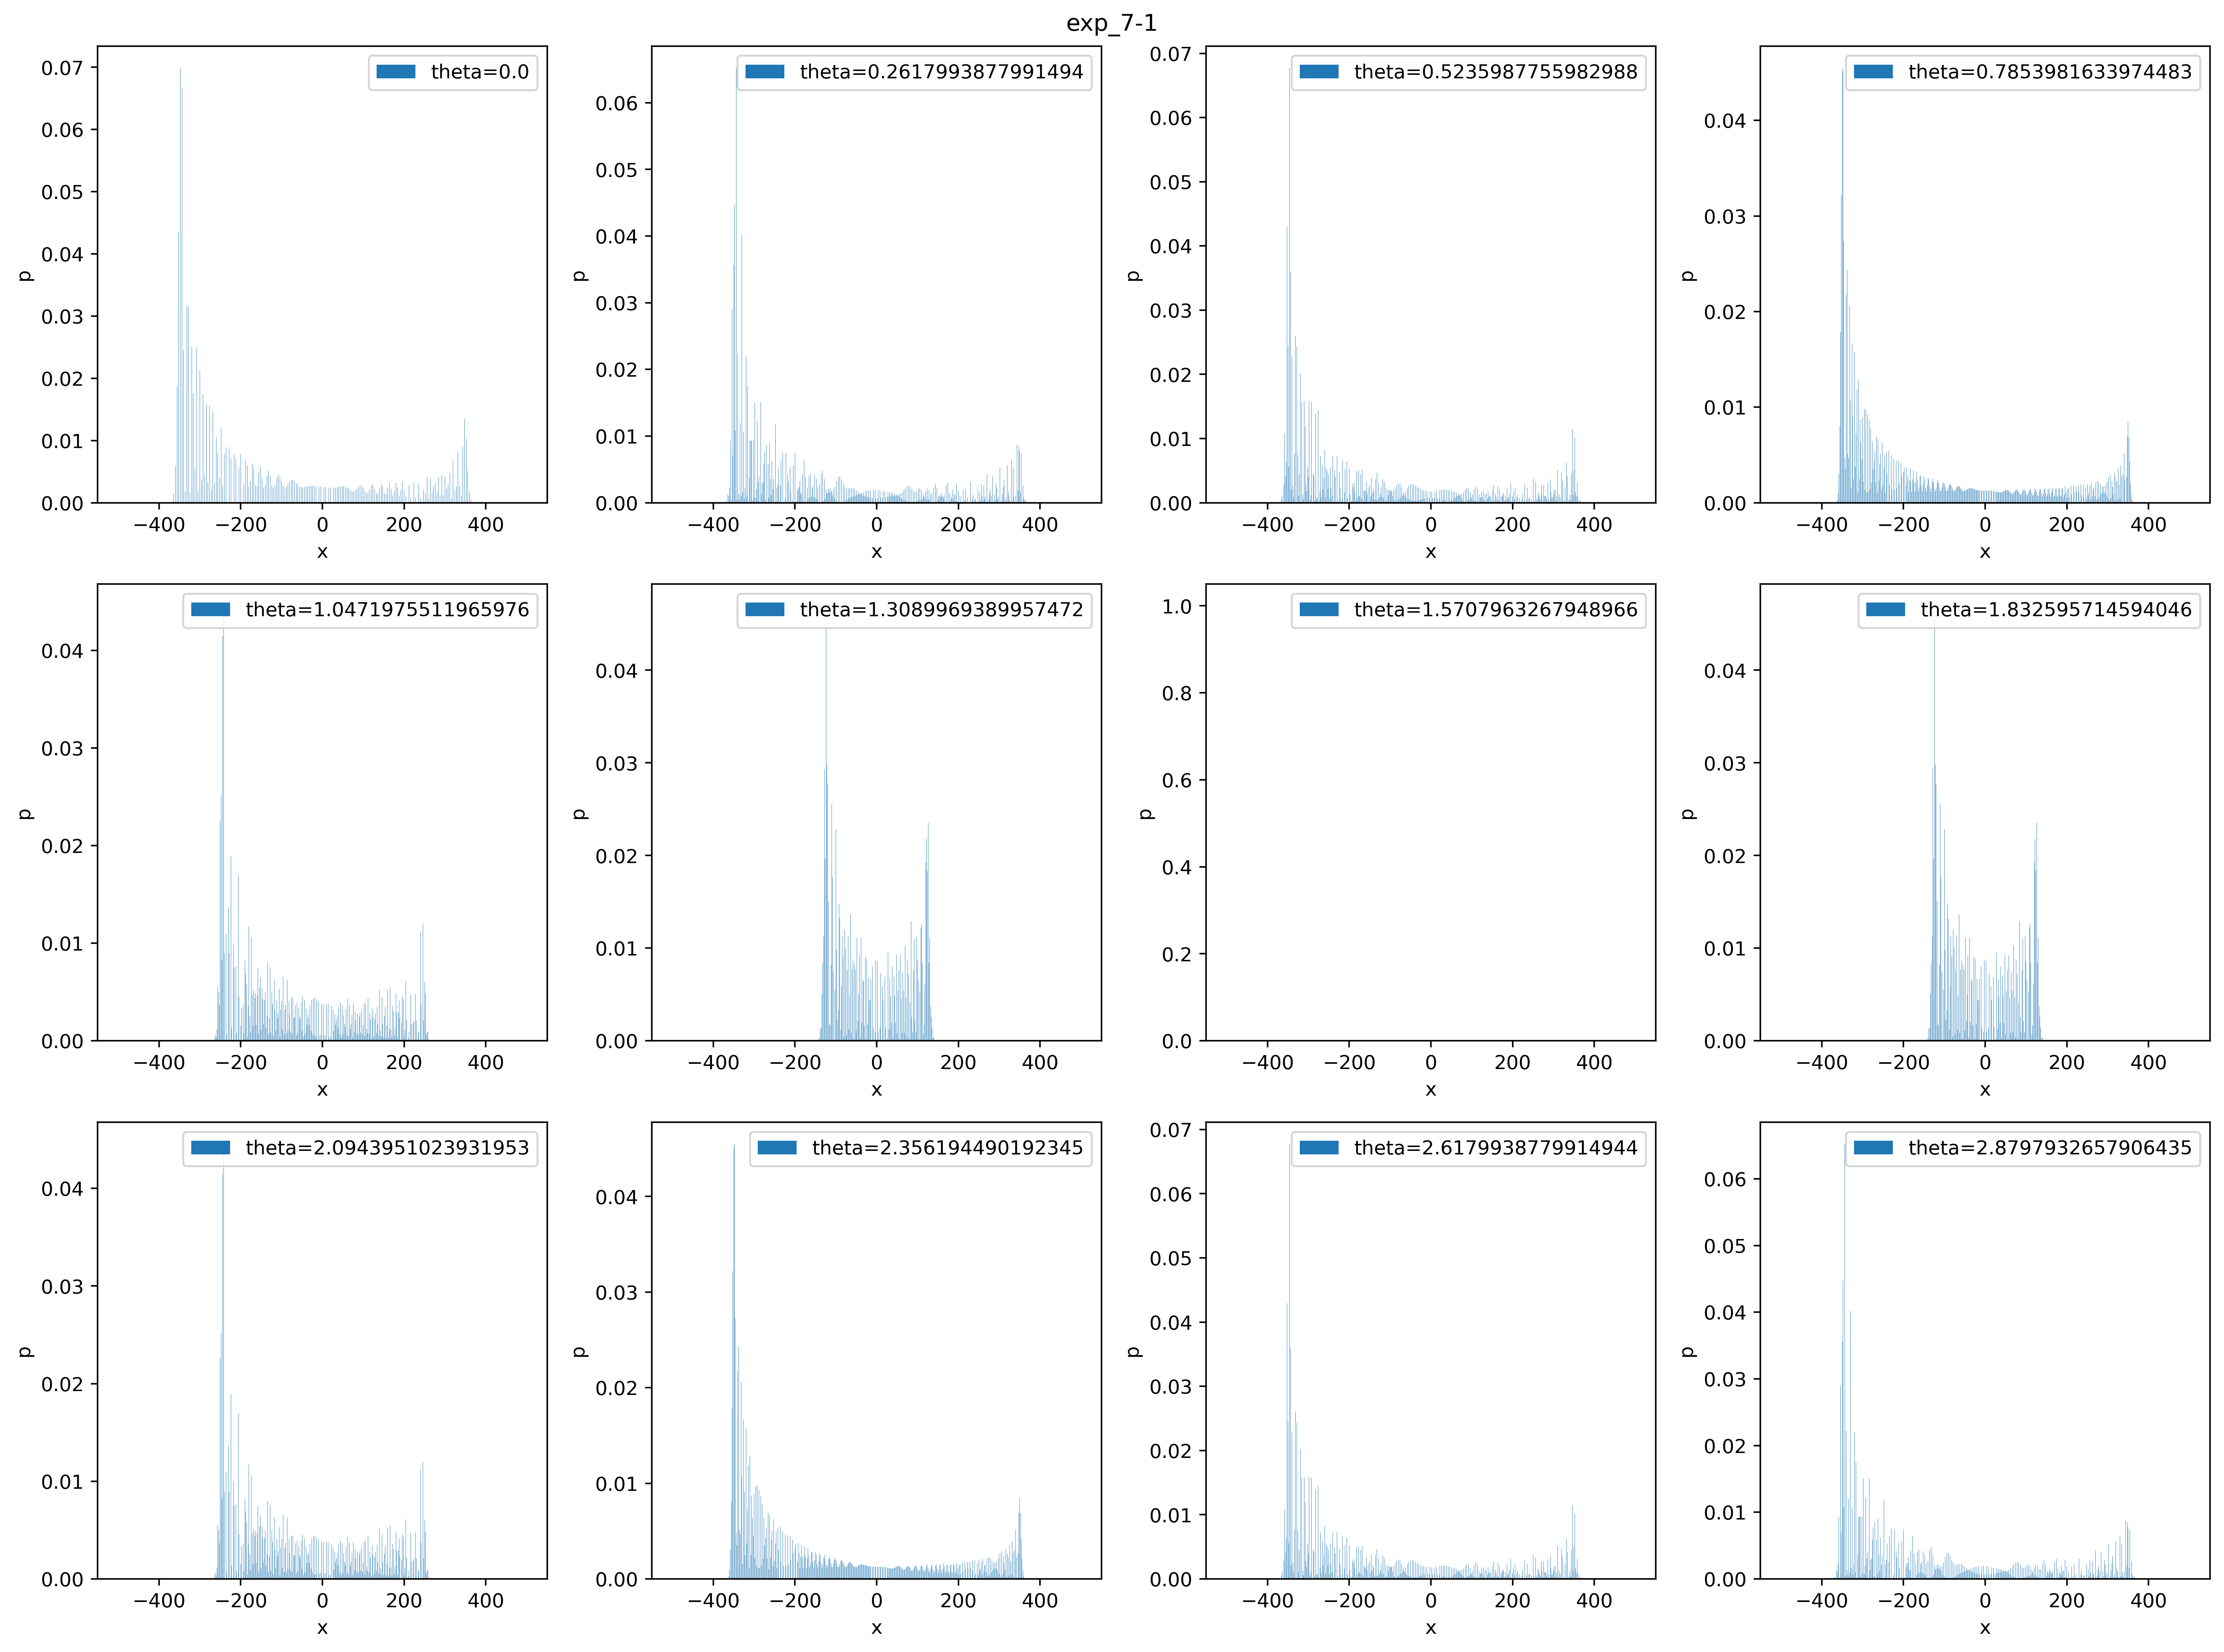 exp_7-1
theta=0.0
0.07
0.06
0.05
0.04
0.03
0.02
0.01
0.00
p
−400 −200 0 200 400
x
theta=0.2617993877991494
0.06
0.05
0.04
0.03
0.02
0.01
0.00
p
−400 −200 0 200 400
x
theta=0.5235987755982988
0.07
0.06
0.05
0.04
0.03
0.02
0.01
0.00
p
−400 −200 0 200 400
x
theta=0.7853981633974483
0.04
0.03
0.02
0.01
0.00
p
−400 −200 0 200 400
x
theta=1.0471975511965976
0.04
0.03
0.02
0.01
0.00
p
−400 −200 0 200 400
x
theta=1.3089969389957472
0.04
0.03
0.02
0.01
0.00
p
−400 −200 0 200 400
x
theta=1.5707963267948966
1.0
0.8
0.6
0.4
0.2
0.0
p
−400 −200 0 200 400
x
theta=1.832595714594046
0.04
0.03
0.02
0.01
0.00
p
−400 −200 0 200 400
x
theta=2.0943951023931953
0.04
0.03
0.02
0.01
0.00
p
−400 −200 0 200 400
x
theta=2.356194490192345
0.04
0.03
0.02
0.01
0.00
p
−400 −200 0 200 400
x
theta=2.6179938779914944
0.07
0.06
0.05
0.04
0.03
0.02
0.01
0.00
p
−400 −200 0 200 400
x
theta=2.8797932657906435
0.06
0.05
0.04
0.03
0.02
0.01
0.00
p
−400 −200 0 200 400
x